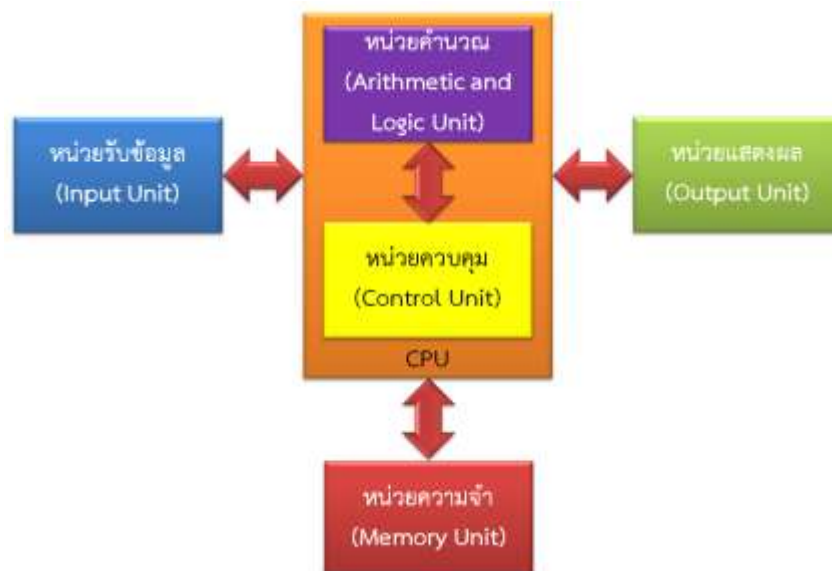 หน่วยคำนวณ
(Arithmetic and
Logic Unit)
หน่วยรับข้อมูล
(Input Unit)
หน่วยแสดงผล
(Output Unit)
หน่วยควบคุม
(Control Unit)
CPU
หน่วยความจำ
(Memory Unit)